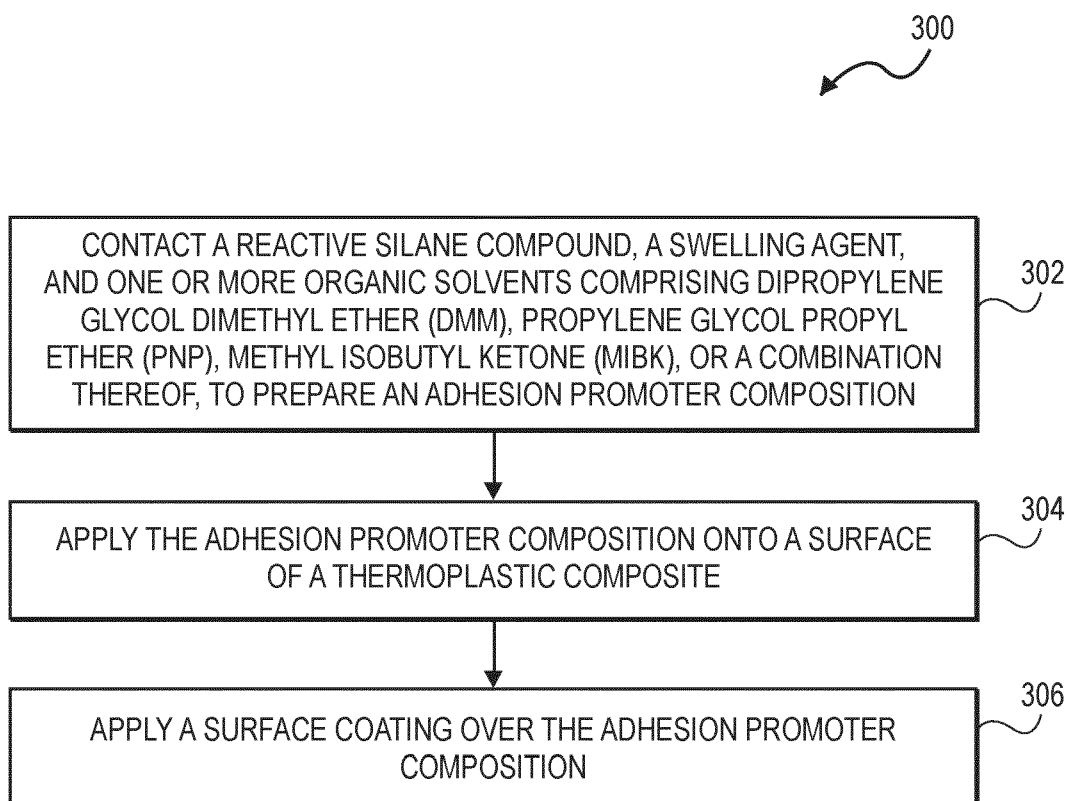 300
CONTACT A REACTIVE SILANE COMPOUND, A SWELLING AGENT,
AND ONE OR MORE ORGANIC SOLVENTS COMPRISING DIPROPYLENE
GLYCOL DIMETHYL ETHER (DMM), PROPYLENE GLYCOL PROPYL
ETHER (PNP), METHYL ISOBUTYL KETONE (MIBK), OR A COMBINATION
THEREOF, TO PREPARE AN ADHESION PROMOTER COMPOSITION
302
APPLY THE ADHESION PROMOTER COMPOSITION ONTO A SURFACE
OF A THERMOPLASTIC COMPOSITE
304
APPLY A SURFACE COATING OVER THE ADHESION PROMOTER
COMPOSITION
306